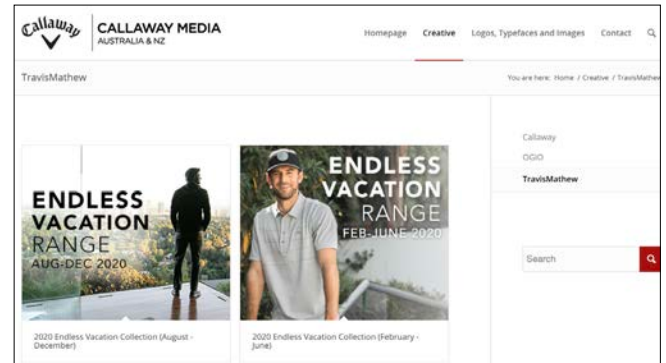 Callaway
CALLAWAY MEDIA
AUSTRALIA & NZ
Homepage Creative Logos, Typefaces and Images Contact
TravisMathew
You are here: Home / Creative / TravisMathew
ENDLESS
VACATION
RANGE
AUG-DEC 2020
2020 Endless Vacation Collection (August -
December)
ENDLESS
VACATION
RANGE
FEB-JUNE 2020
2020 Endless Vacation Collection (February -
June)
Callaway
OGIO
TravisMathew
Search